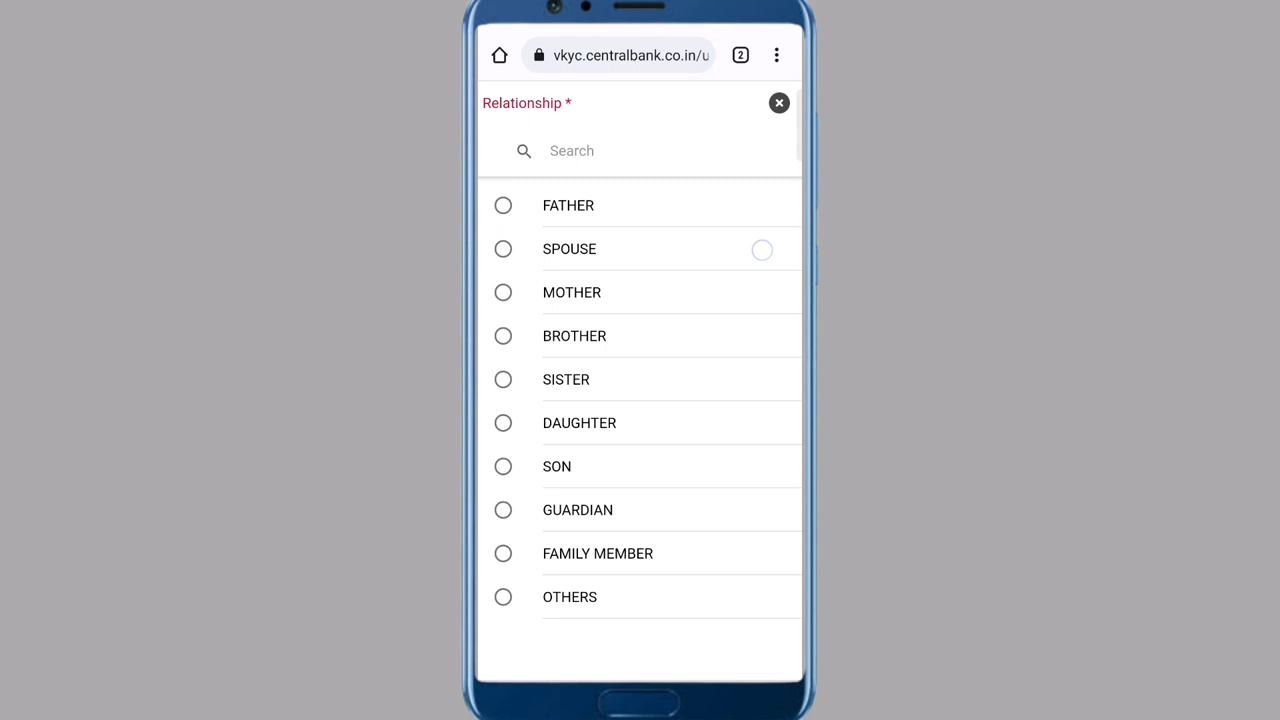 vkyc.centralbank.co.in/u
2
Relationship *
Search
FATHER
SPOUSE
MOTHER
BROTHER
SISTER
DAUGHTER
SON
GUARDIAN
FAMILY MEMBER
OTHERS